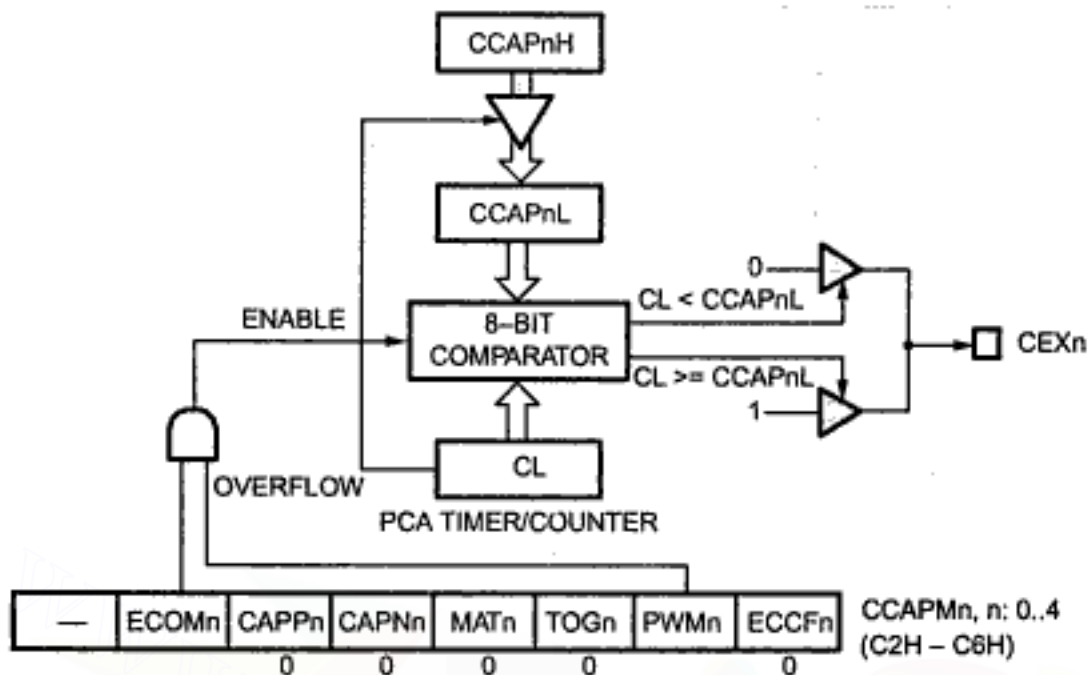 CCAPnH
CCAPnL
0
CL < CCAPnL
ENABLE
8–BIT
COMPARATOR
CEXn
CL >= CCAPnL
1
CL
OVERFLOW
PCA TIMER/COUNTER
— ECOMn CAPPn CAPNn MATn TOGn PWMn ECCFn
CCAPMn, n: 0..4
(C2H – C6H)
0 0 0 0 0